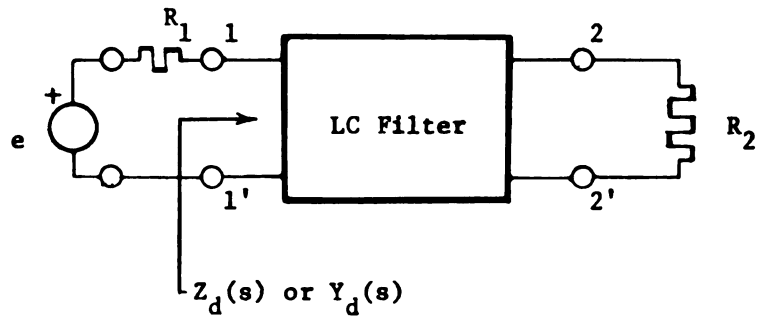 R1
1
2
+
e
LC Filter
R2
1'
2'
Zd(s) or Yd(s)